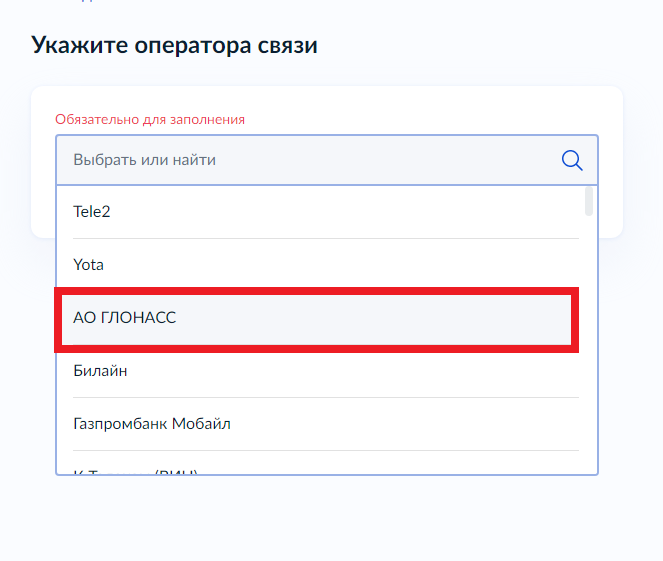 Укажите оператора связи
Обязательно для заполнения
Выбрать или найти
Tele2
Yota
АО ГЛОНАСС
Билайн
Газпромбанк Мобайл